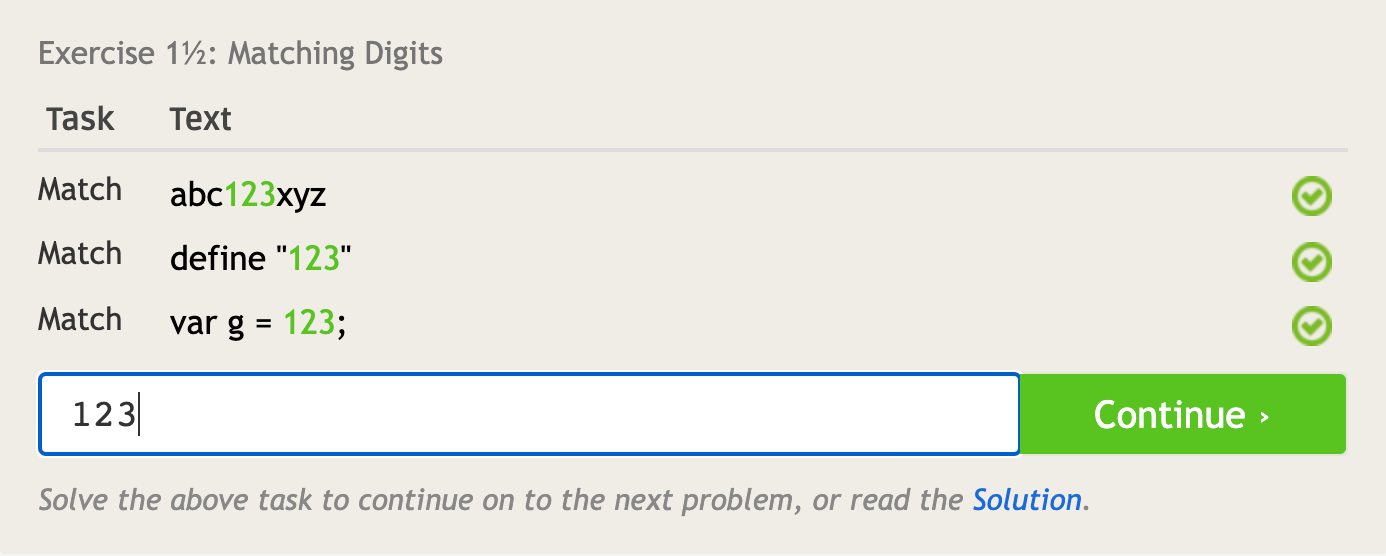 Exercise 1½: Matching Digits
Task Text
Match abc123xyz
Match define "123"
Match var g = 123;
123 Continue ›
Solve the above task to continue on to the next problem, or read the Solution.